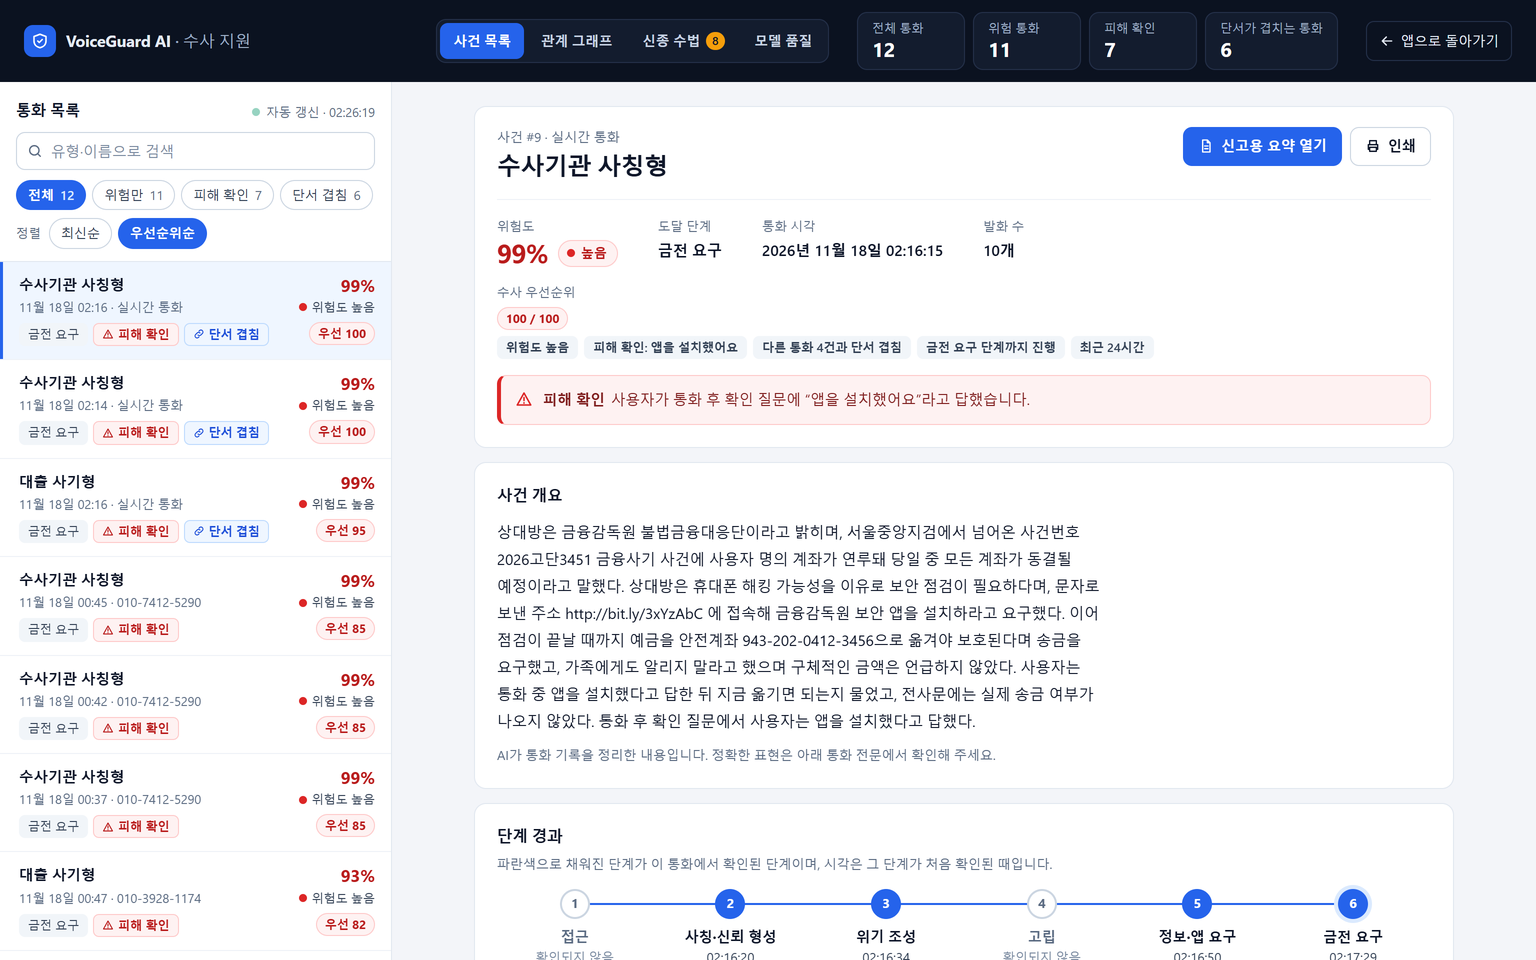 VoiceGuard AI · 수사 지원
사건 목록
관계 그래프
신종 수법 8
모델 품질
전체 통화
12
위험 통화
11
피해 확인
7
단서가 겹치는 통화
6
← 앱으로 돌아가기
통화 목록
자동 갱신 · 02:26:19
유형·이름으로 검색
전체 12
위험만 11
피해 확인 7
단서 겹침 6
정렬
최신순
우선순위순
수사기관 사칭형
99%
11월 18일 02:16 · 실시간 통화
위험도 높음
금전 요구
피해 확인
단서 겹침
우선 100
수사기관 사칭형
99%
11월 18일 02:14 · 실시간 통화
위험도 높음
금전 요구
피해 확인
단서 겹침
우선 100
대출 사기형
99%
11월 18일 02:16 · 실시간 통화
위험도 높음
금전 요구
피해 확인
단서 겹침
우선 95
수사기관 사칭형
99%
11월 18일 00:45 · 010-7412-5290
위험도 높음
금전 요구
피해 확인
우선 85
수사기관 사칭형
99%
11월 18일 00:42 · 010-7412-5290
위험도 높음
금전 요구
피해 확인
우선 85
수사기관 사칭형
99%
11월 18일 00:37 · 010-7412-5290
위험도 높음
금전 요구
피해 확인
우선 85
대출 사기형
93%
11월 18일 00:47 · 010-3928-1174
위험도 높음
금전 요구
피해 확인
우선 82
사건 #9 · 실시간 통화
수사기관 사칭형
신고용 요약 열기
인쇄
위험도
99%
높음
도달 단계
금전 요구
통화 시각
2026년 11월 18일 02:16:15
발화 수
10개
수사 우선순위
100 / 100
위험도 높음
피해 확인: 앱을 설치했어요
다른 통화 4건과 단서 겹침
금전 요구 단계까지 진행
최근 24시간
피해 확인 사용자가 통화 후 확인 질문에 “앱을 설치했어요”라고 답했습니다.
사건 개요
상대방은 금융감독원 불법금융대응단이라고 밝히며, 서울중앙지검에서 넘어온 사건번호
2026고단3451 금융사기 사건에 사용자 명의 계좌가 연루돼 당일 중 모든 계좌가 동결될
예정이라고 말했다. 상대방은 휴대폰 해킹 가능성을 이유로 보안 점검이 필요하다며, 문자로
보낸 주소 http://bit.ly/3xYzAbC 에 접속해 금융감독원 보안 앱을 설치하라고 요구했다. 이어
점검이 끝날 때까지 예금을 안전계좌 943-202-0412-3456으로 옮겨야 보호된다며 송금을
요구했고, 가족에게도 알리지 말라고 했으며 구체적인 금액은 언급하지 않았다. 사용자는
통화 중 앱을 설치했다고 답한 뒤 지금 옮기면 되는지 물었고, 전사문에는 실제 송금 여부가
나오지 않았다. 통화 후 확인 질문에서 사용자는 앱을 설치했다고 답했다.
AI가 통화 기록을 정리한 내용입니다. 정확한 표현은 아래 통화 전문에서 확인해 주세요.
단계 경과
파란색으로 채워진 단계가 이 통화에서 확인된 단계이며, 시각은 그 단계가 처음 확인된 때입니다.
1
접근
확인되지 않음
2
사칭·신뢰 형성
02:16:20
3
위기 조성
02:16:34
4
고립
확인되지 않음
5
정보·앱 요구
02:16:50
6
금전 요구
02:17:29